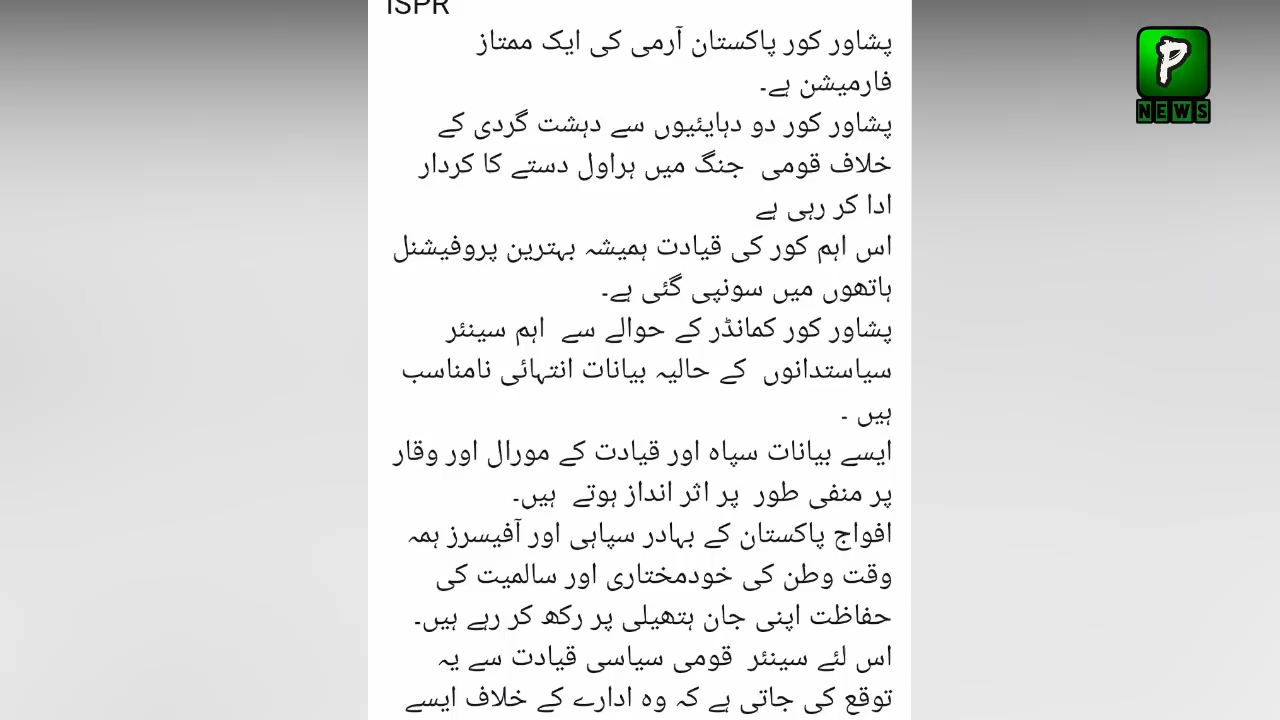 ISPR
پشاور کور پاکستان آرمی کی ایک ممتاز
فارمیشن ہے۔
پشاور کور دو دہایئیوں سے دہشت گردی کے
خلاف قومی جنگ میں ہراول دستے کا کردار
ادا کر رہی ہے
اس اہم کور کی قیادت ہمیشہ بہترین پروفیشنل
ہاتھوں میں سونپی گئی ہے۔
پشاور کور کمانڈر کے حوالے سے اہم سینئر
سیاستدانوں کے حالیہ بیانات انتہائی نامناسب
ہیں ۔
ایسے بیانات سپاہ اور قیادت کے مورال اور وقار
پر منفی طور پر اثر انداز ہوتے ہیں۔
افواج پاکستان کے بہادر سپاہی اور آفیسرز ہمہ
وقت وطن کی خودمختاری اور سالمیت کی
حفاظت اپنی جان ہتھیلی پر رکھ کر رہے ہیں۔
اس لئے سینئر قومی سیاسی قیادت سے یہ
توقع کی جاتی ہے کہ وہ ادارے کے خلاف ایسے
P
NEWS